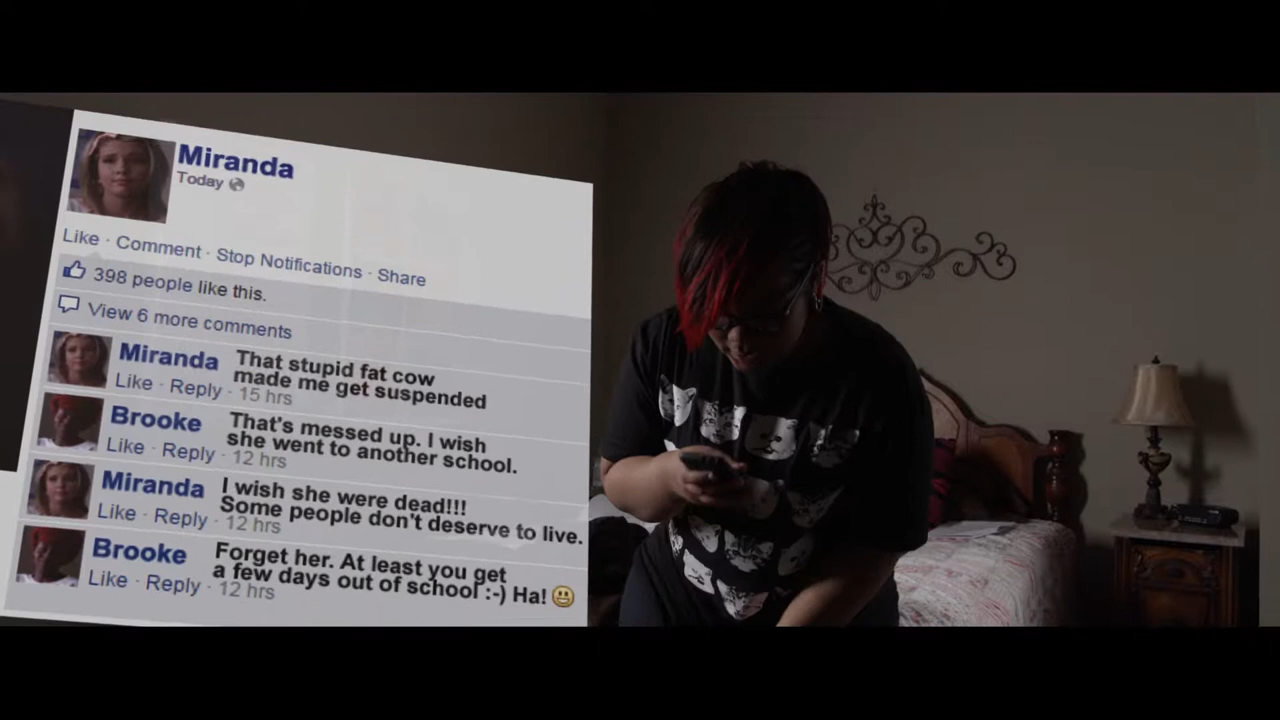 Miranda
Today
Like · Comment · Stop Notifications · Share
398 people like this.
View 6 more comments
Miranda That stupid fat cow
made me get suspended
Like · Reply · 15 hrs
Brooke That's messed up. I wish
she went to another school.
Like · Reply · 12 hrs
Miranda I wish she were dead!!!
Some people don't deserve to live.
Like · Reply · 12 hrs
Brooke Forget her. At least you get
a few days out of school :-) Ha! 😃
Like · Reply · 12 hrs